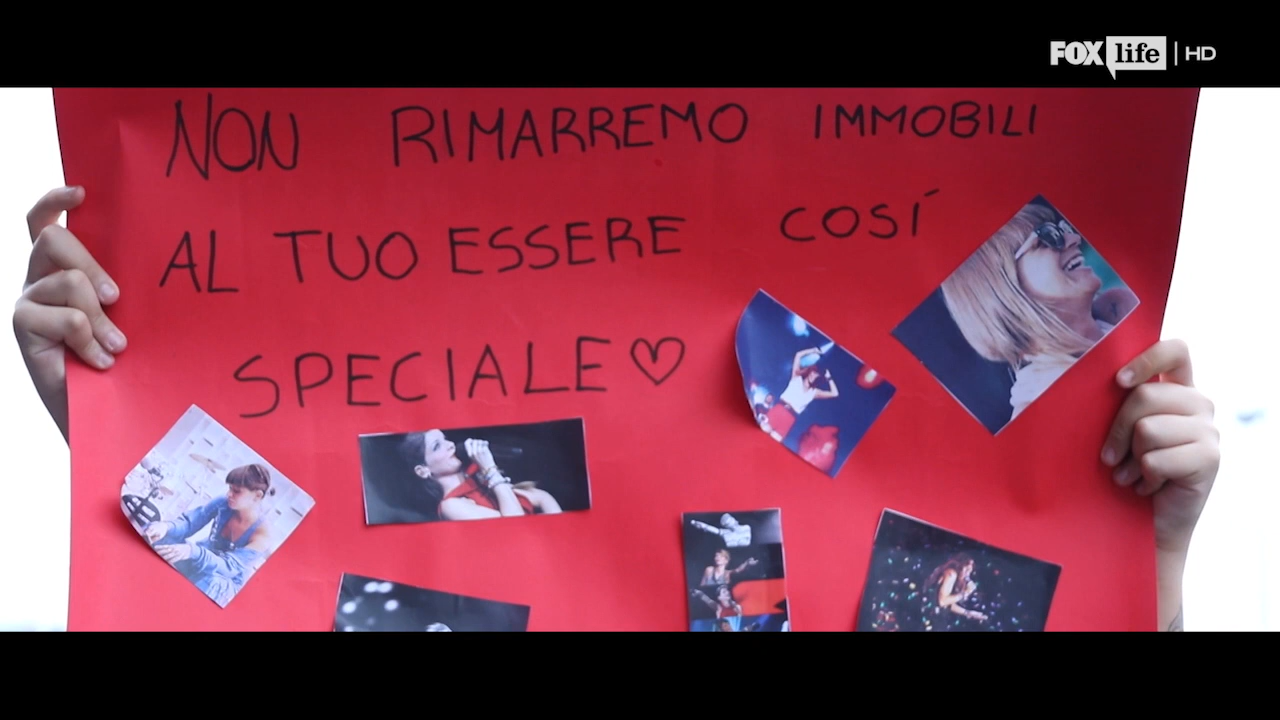 FOX life | HD
NON RIMARREMO IMMOBILI
AL TUO ESSERE COSÍ
SPECIALE♡